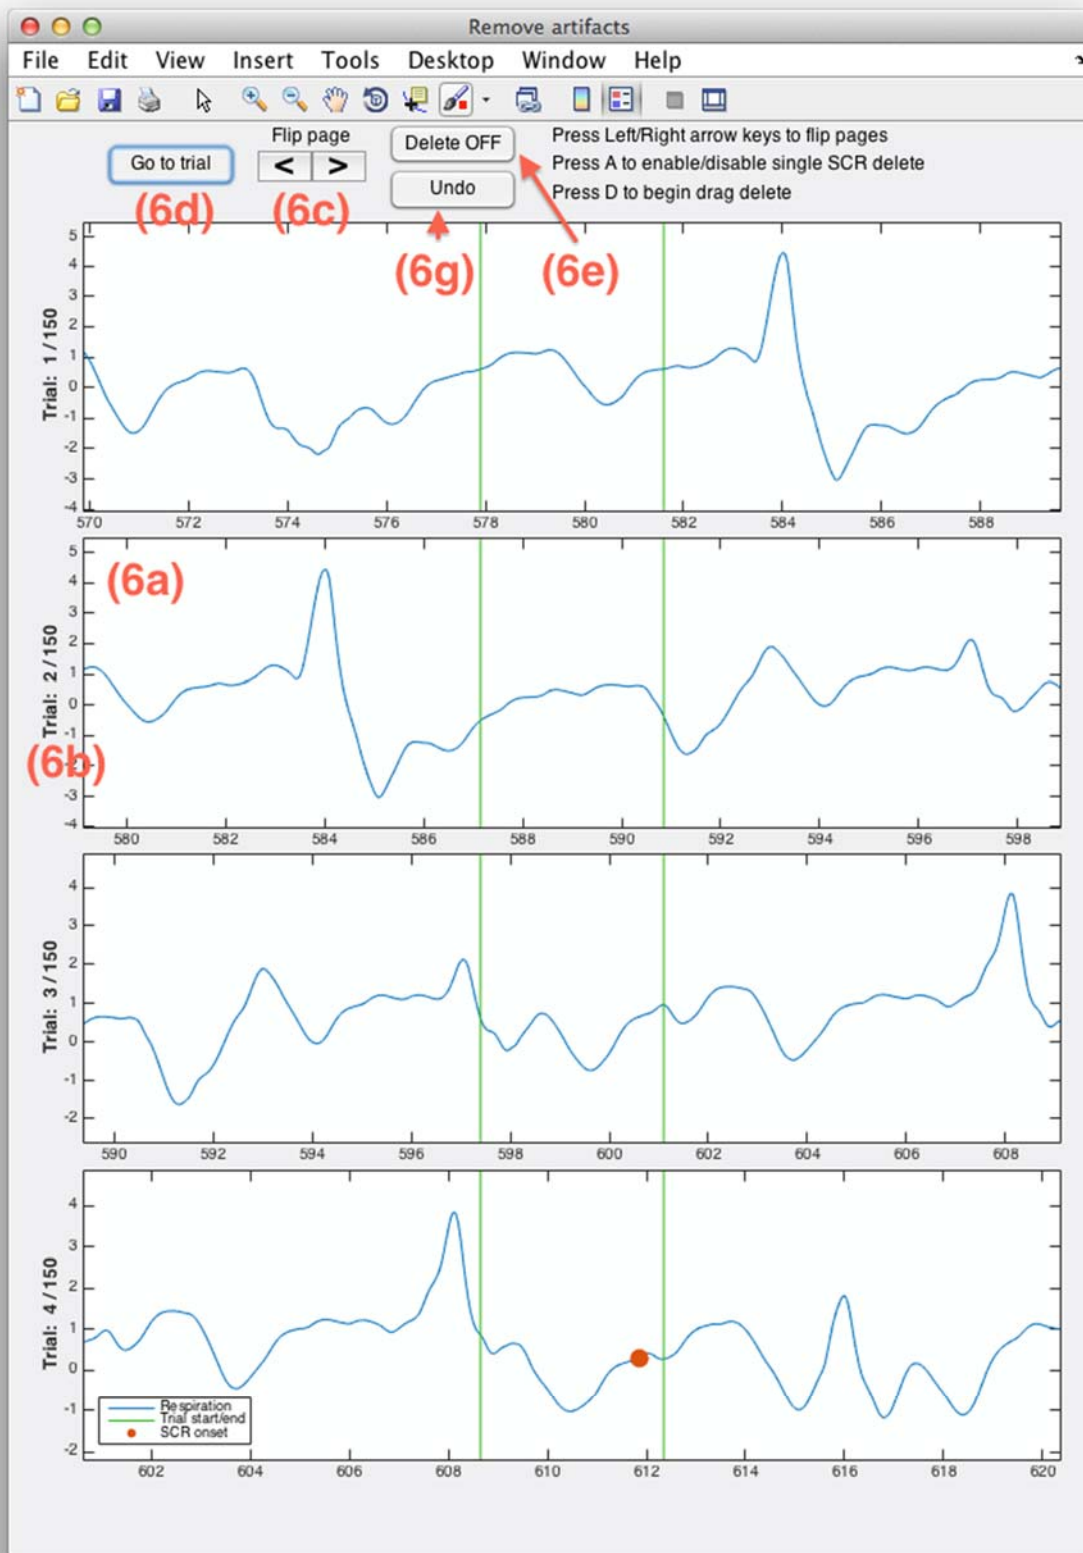 Remove artifacts
File Edit View Insert Tools Desktop Window Help
Flip page
Go to trial
< >
Delete OFF
Undo
Press Left/Right arrow keys to flip pages
Press A to enable/disable single SCR delete
Press D to begin drag delete
(6d) (6c)
(6g) (6e)
Trial: 1/150
5
4
3
2
1
0
-1
-2
-3
-4
570 572 574 576 578 580 582 584 586 588
(6a)
(6b)
Trial: 2/150
5
4
3
2
1
0
-1
-2
-3
-4
580 582 584 586 588 590 592 594 596 598
Trial: 3/150
4
3
2
1
0
-1
-2
590 592 594 596 598 600 602 604 606 608
Trial: 4/150
4
3
2
1
0
-1
-2
Respiration
Trial start/end
SCR onset
602 604 606 608 610 612 614 616 618 620